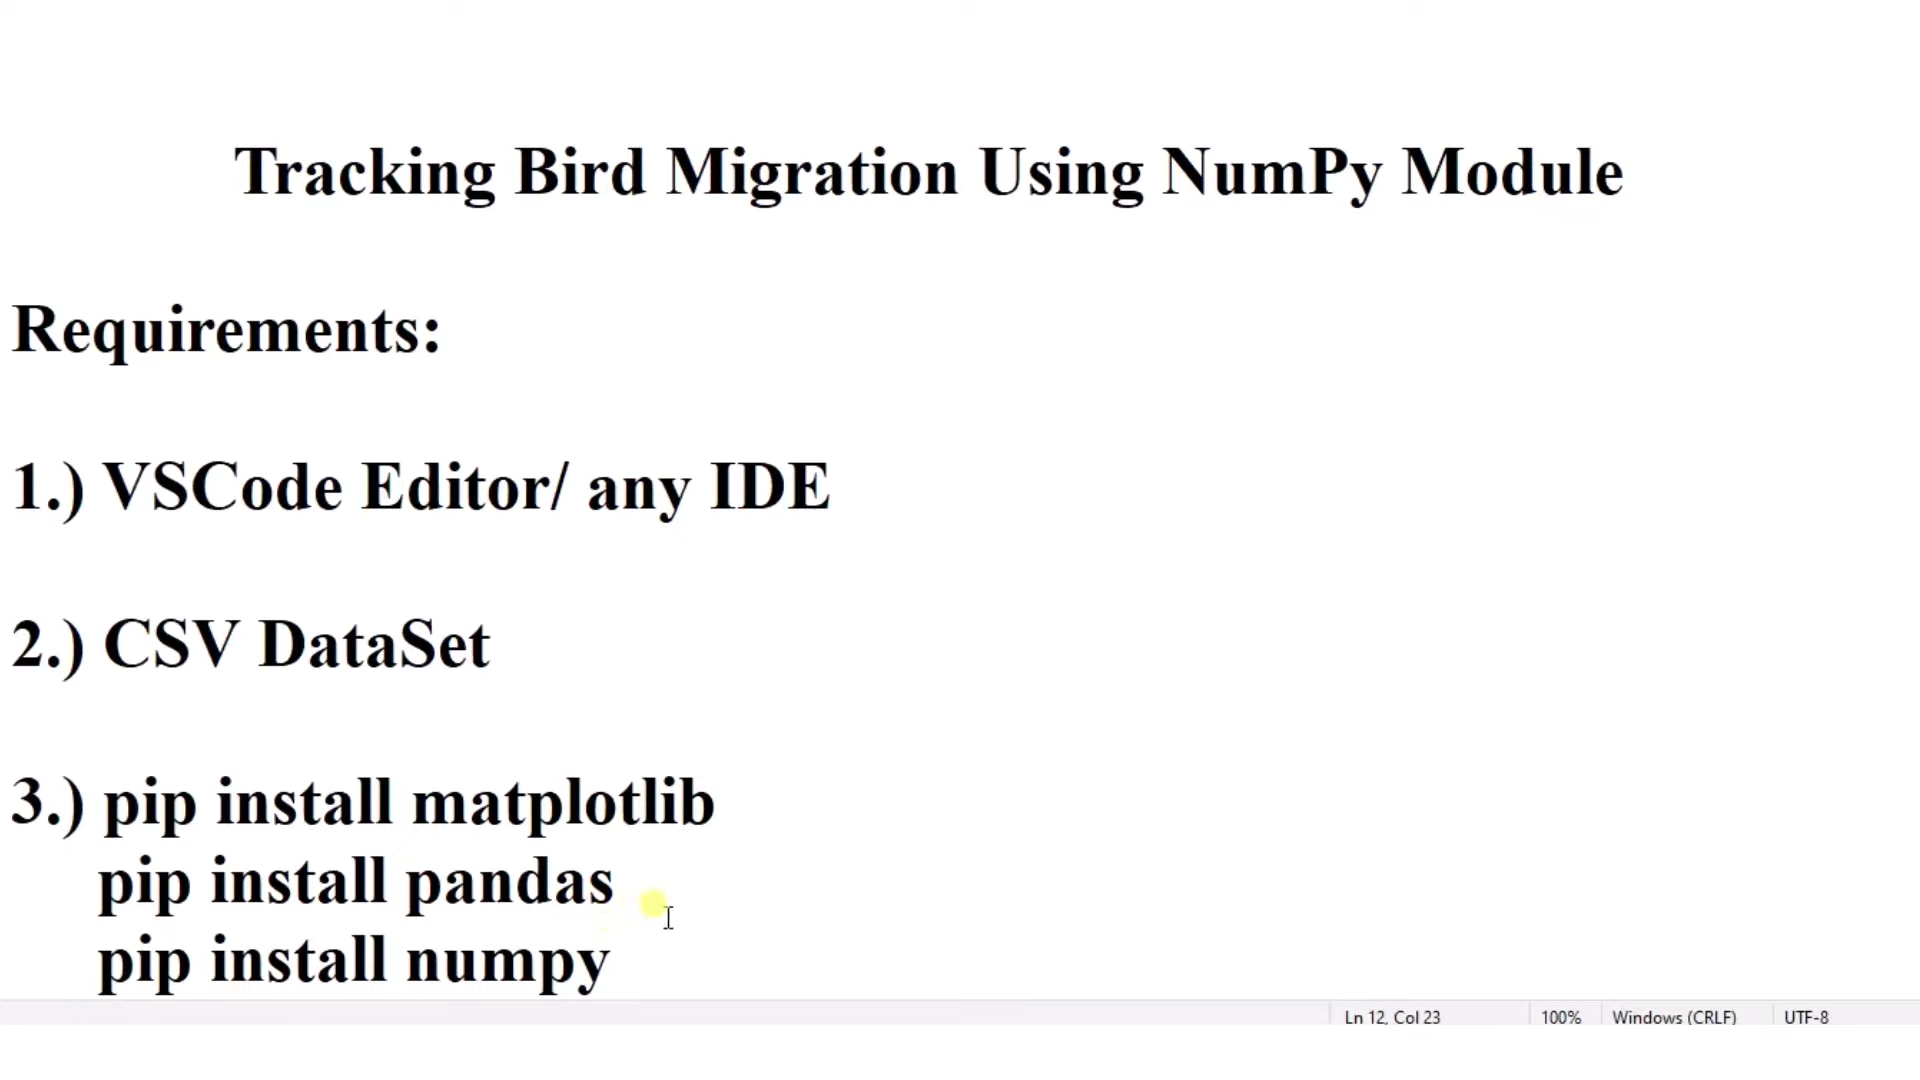 Tracking Bird Migration Using NumPy Module
Requirements:
1.) VSCode Editor/ any IDE
2.) CSV DataSet
3.) pip install matplotlib
pip install pandas
pip install numpy
Ln 12, Col 23 100% Windows (CRLF) UTF-8